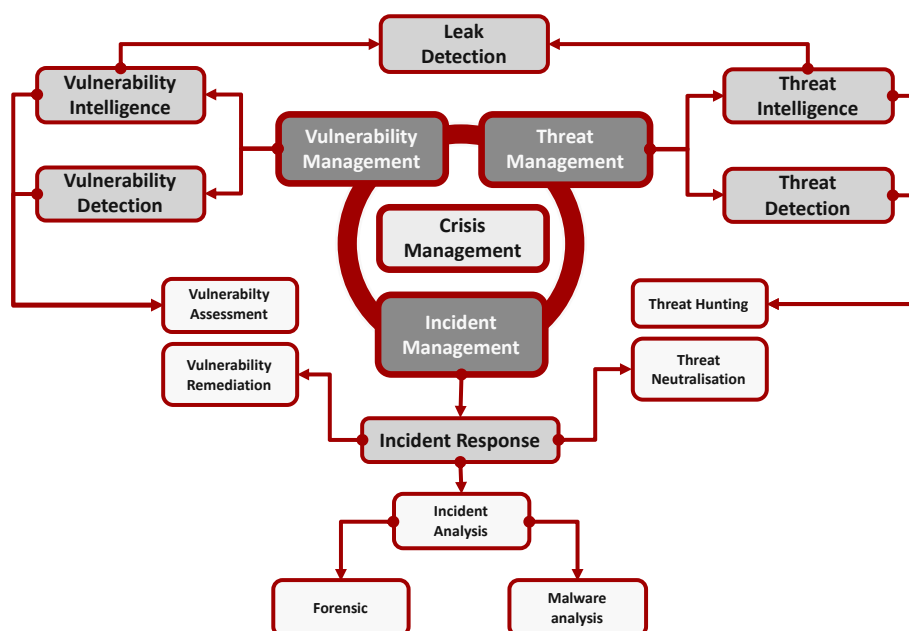 Leak
Detection
Vulnerability
Intelligence
Threat
Intelligence
Vulnerability
Management
Threat
Management
Vulnerability
Detection
Threat
Detection
Crisis
Management
Vulnerabilty
Assessment
Threat Hunting
Incident
Management
Vulnerability
Remediation
Threat
Neutralisation
Incident Response
Incident
Analysis
Forensic
Malware
analysis